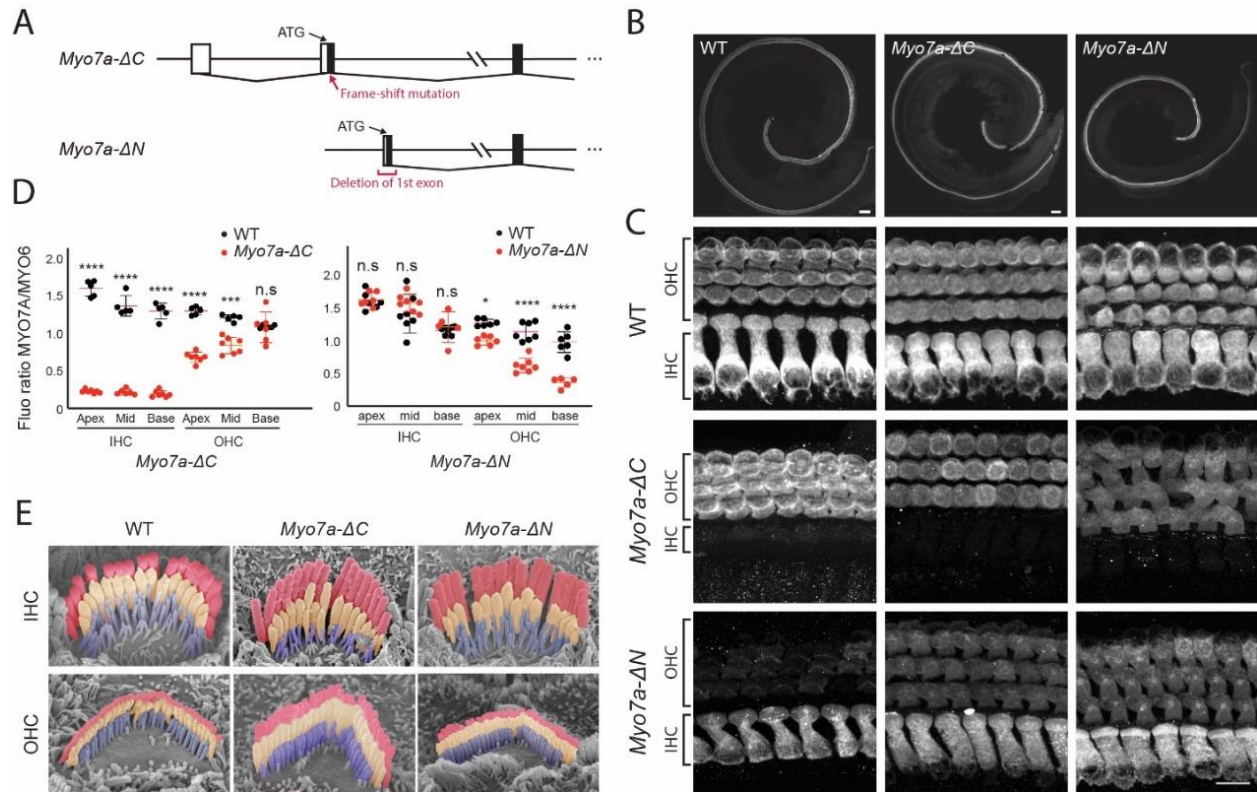 A
Myo7a-ΔC
ATG
Frame-shift mutation
...
Myo7a-ΔN
ATG
Deletion of 1st exon
...
B
WT
Myo7a-ΔC
Myo7a-ΔN
C
WT
OHC
IHC
Myo7a-ΔC
OHC
IHC
Myo7a-ΔN
OHC
IHC
D
Fluo ratio MYO7A/MYO6
WT
Myo7a-ΔC
**** **** **** **** *** n.s
2.0
1.5
1.0
0.5
0
Apex Mid Base Apex Mid Base
IHC OHC
Myo7a-ΔC
WT
Myo7a-ΔN
n.s n.s n.s * **** ****
2.0
1.5
1.0
0.5
0
apex mid base apex mid base
IHC OHC
Myo7a-ΔN
E
WT Myo7a-ΔC Myo7a-ΔN
IHC
OHC